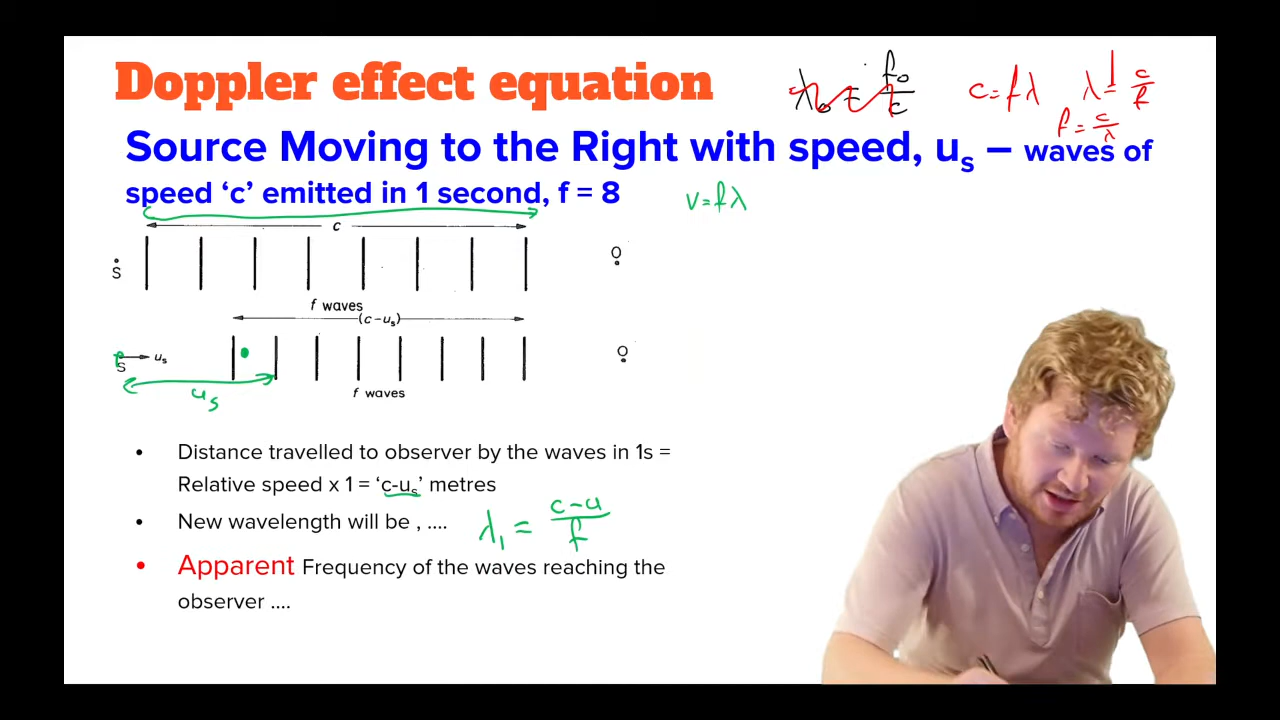 Doppler effect equation
λ₀ = f₀/c
c = fλ
λ = c/f
f = c/λ
Source Moving to the Right with speed, uₛ – waves of
speed ‘c’ emitted in 1 second, f = 8
v = fλ
c
S
O
f waves
(c−uₛ)
S
uₛ
O
uₛ
f waves
• Distance travelled to observer by the waves in 1s =
Relative speed x 1 = ‘c-uₛ’ metres
• New wavelength will be , ....
λ₁ = c−u/f
• Apparent Frequency of the waves reaching the
observer ....